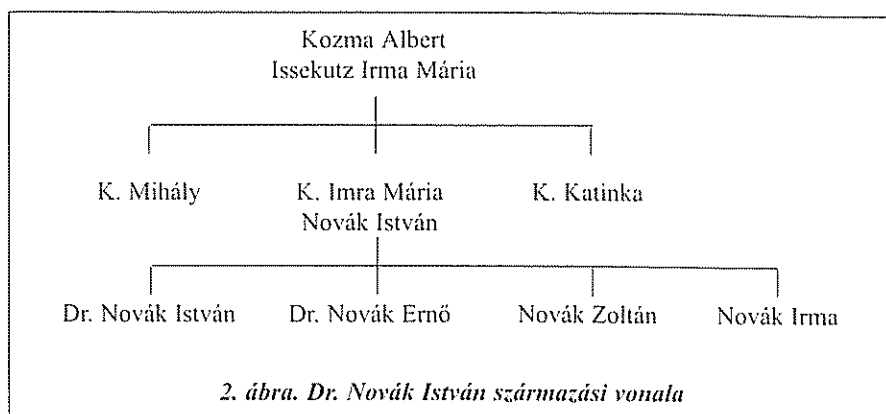 Kozma Albert
Issekutz Irma Mária
K. Mihály K. Imra Mária K. Katinka
Novák István
Dr. Novák István Dr. Novák Ernő Novák Zoltán Novák Irma
2. ábra. Dr. Novák István származási vonala